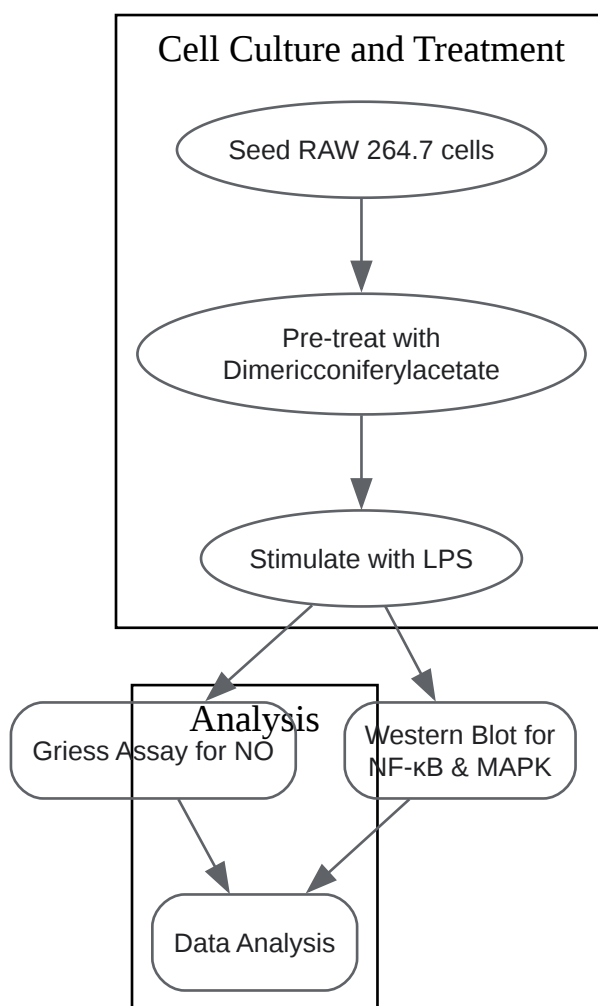 Cell Culture and Treatment
Seed RAW 264.7 cells
Pre-treat with
Dimericconiferylacetate
Stimulate with LPS
Analysis
Griess Assay for NO
Western Blot for
NF-κB & MAPK
Data Analysis